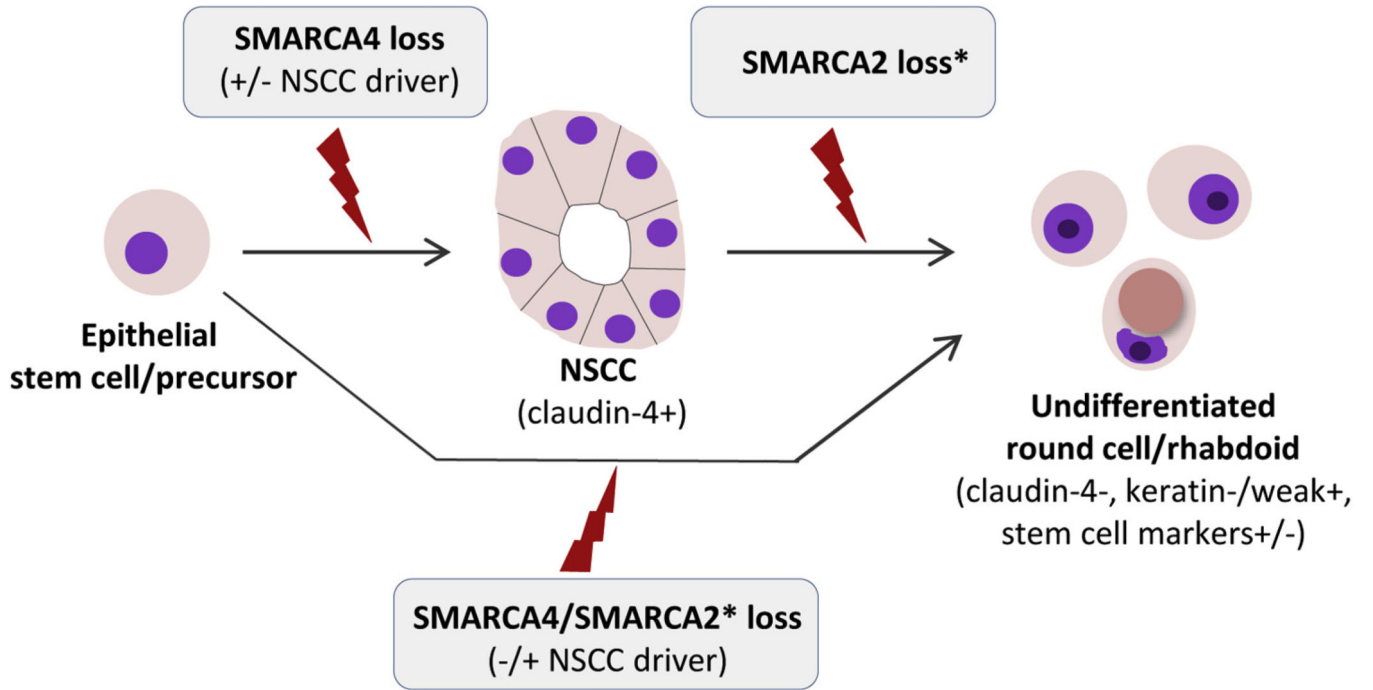 SMARCA4 loss
(+/- NSCC driver)
SMARCA2 loss*
Epithelial
stem cell/precursor
NSCC
(claudin-4+)
Undifferentiated
round cell/rhabdoid
(claudin-4-, keratin-/weak+,
stem cell markers+/-)
SMARCA4/SMARCA2* loss
(-/+ NSCC driver)